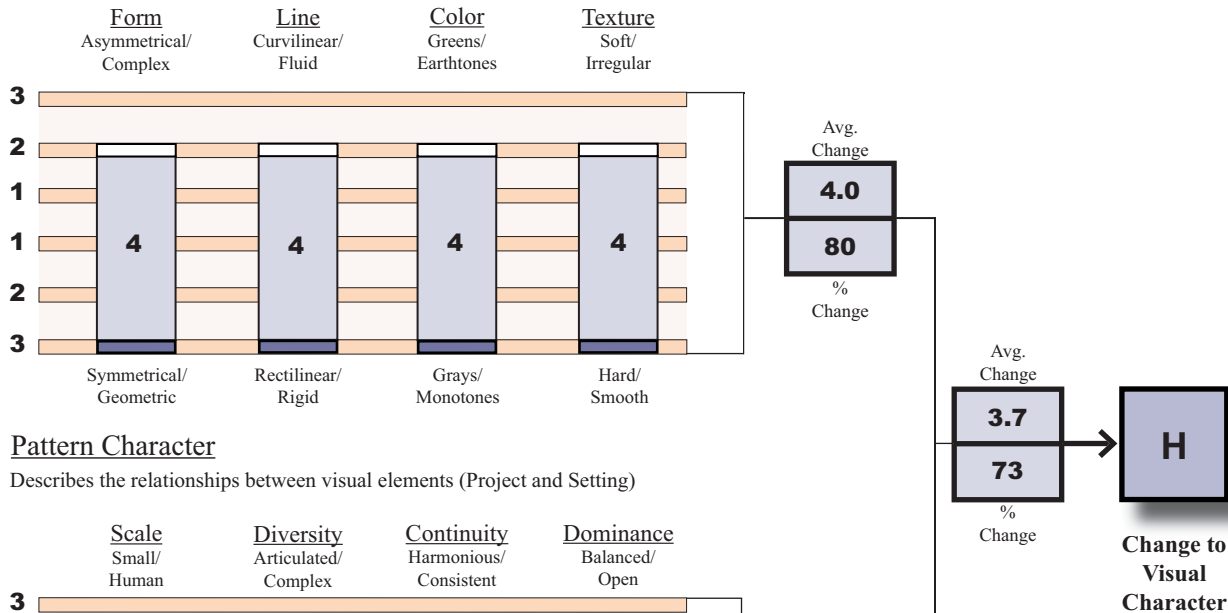 Form Line Color Texture
Asymmetrical/ Curvilinear/ Greens/ Soft/
Complex Fluid Earthtones Irregular
3
2
1
1
2
3
4 4 4 4
Symmetrical/ Rectilinear/ Grays/ Hard/
Geometric Rigid Monotones Smooth
Avg.
Change
4.0
80
%
Change
Avg.
Change
3.7
73
%
Change
H
Change to
Visual
Character
Pattern Character
Describes the relationships between visual elements (Project and Setting)
Scale Diversity Continuity Dominance
Small/ Articulated/ Harmonious/ Balanced/
Human Complex Consistent Open
3